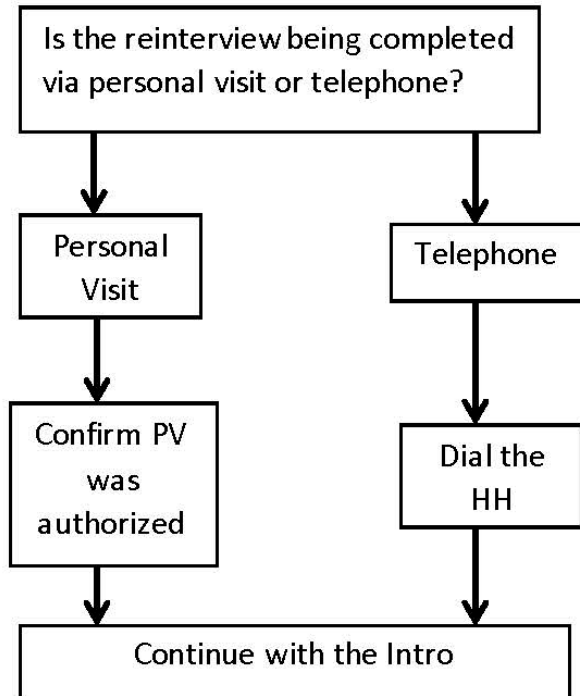 Is the reinterview being completed
via personal visit or telephone?
Personal
Visit
Telephone
Confirm PV
was
authorized
Dial the
HH
Continue with the Intro